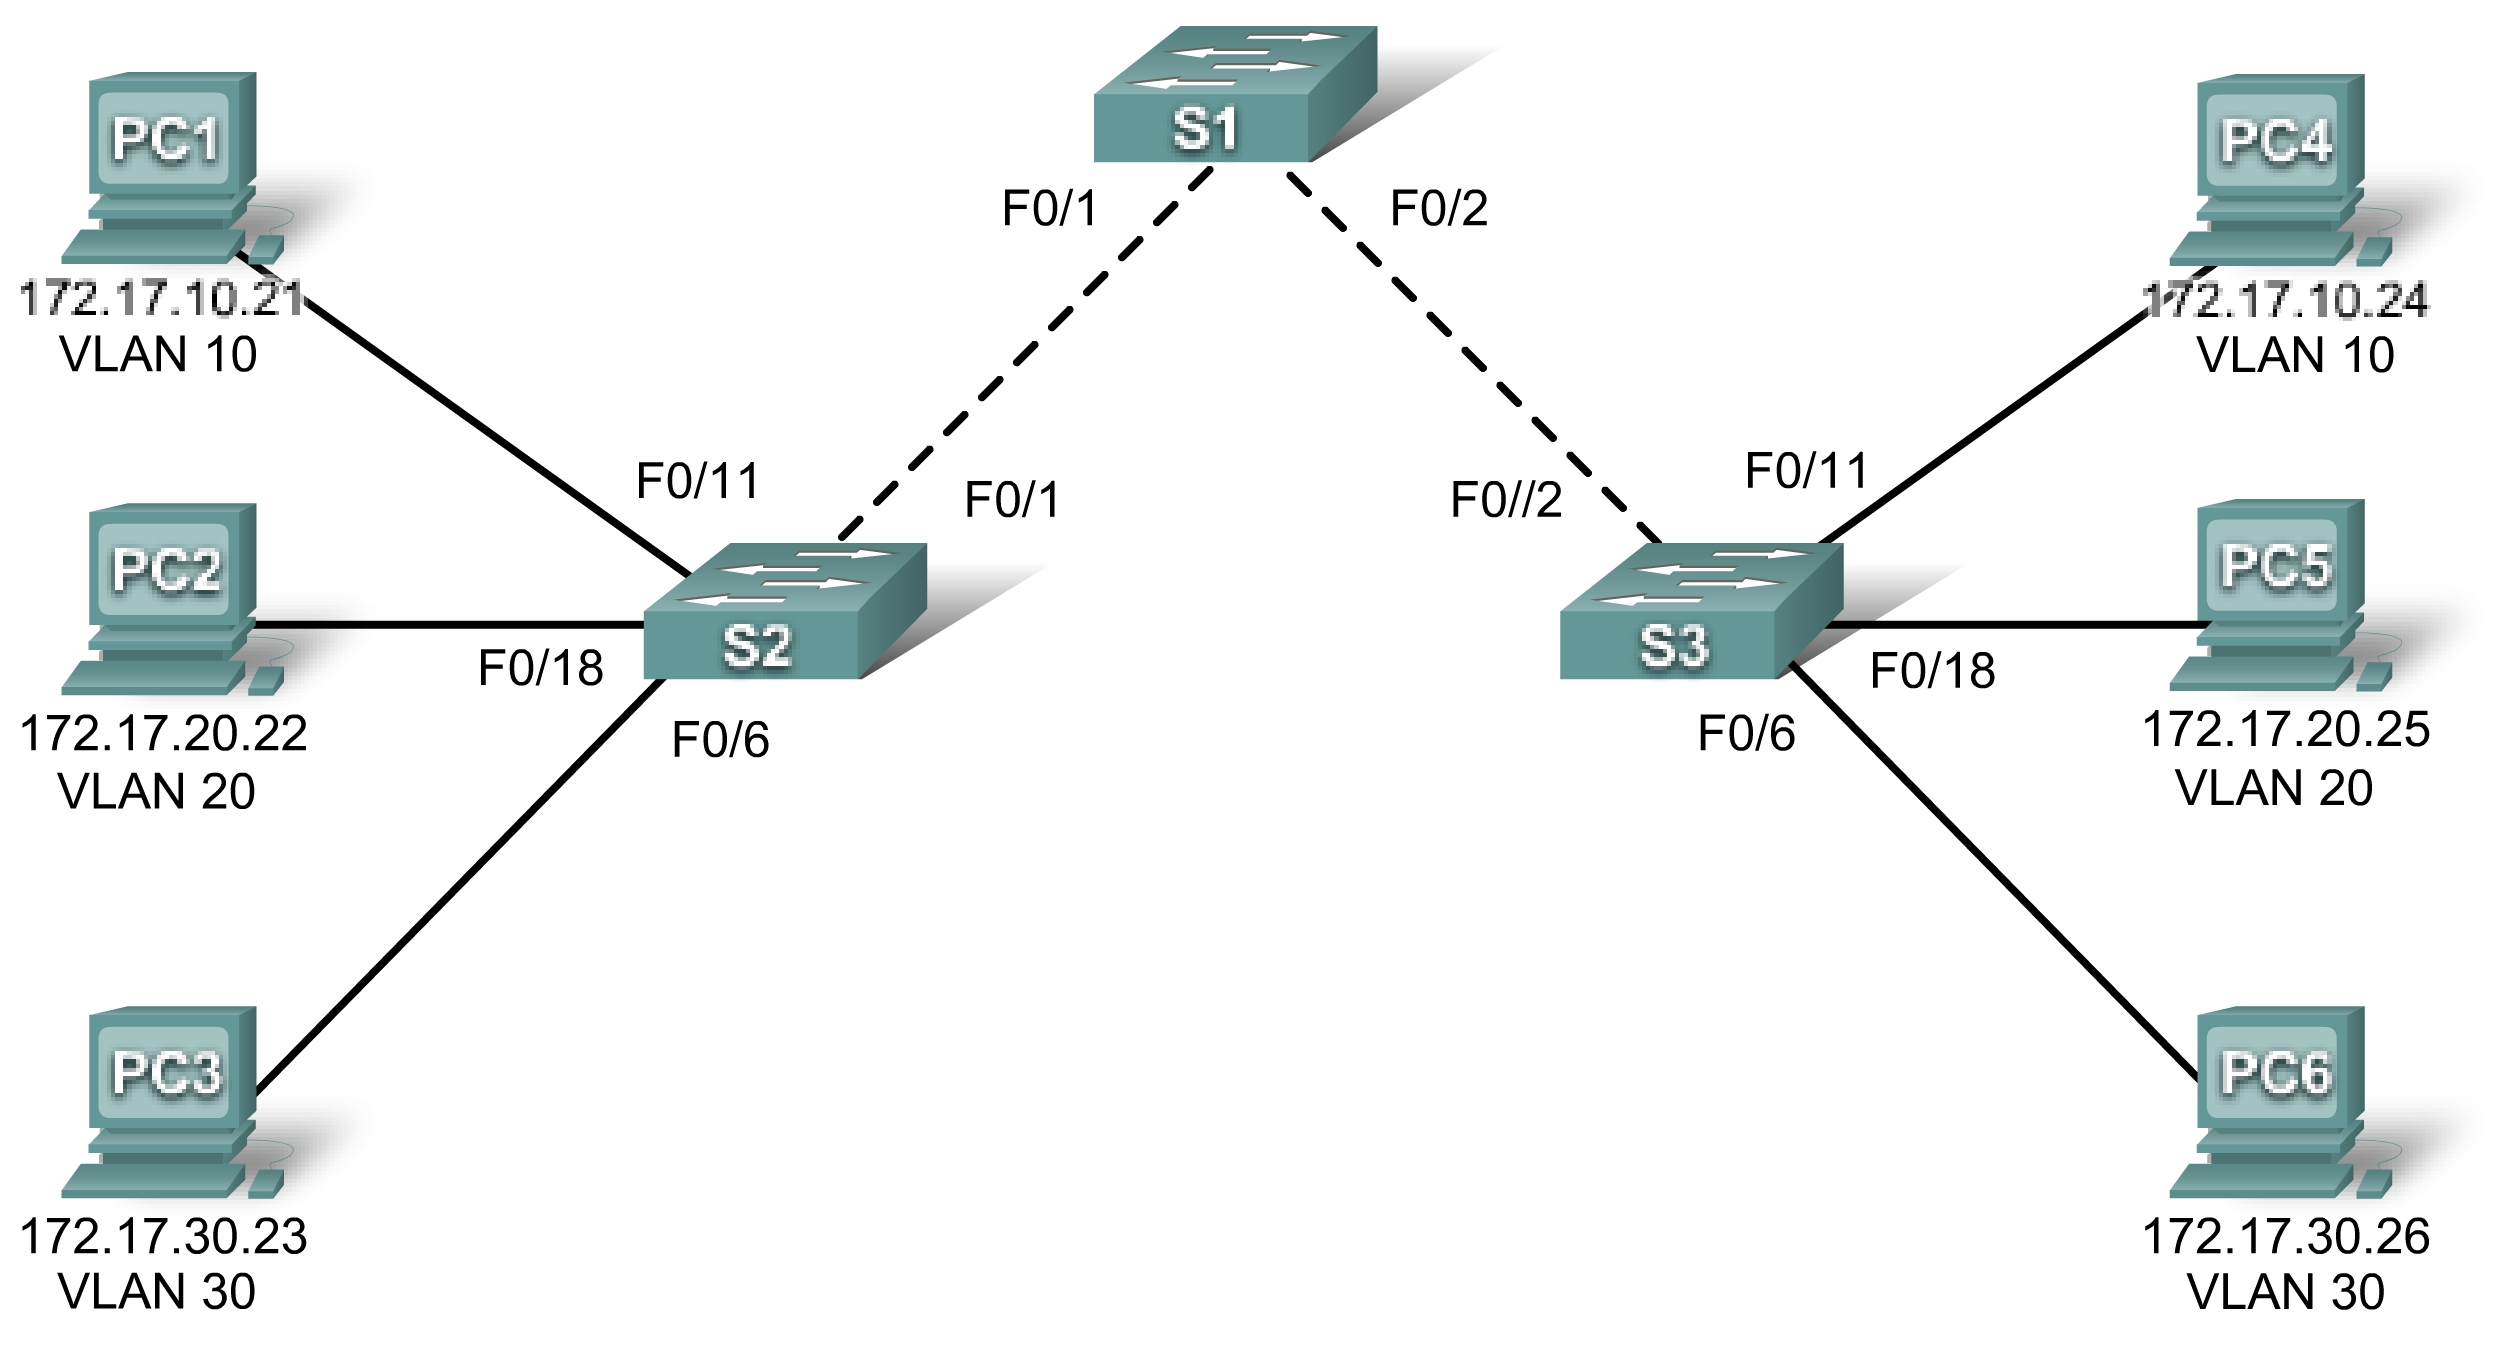 S1
PC1
PC4
F0/1
F0/2
172.17.10.21
VLAN 10
172.17.10.24
VLAN 10
F0/11
F0/1
F0//2
F0/11
PC2
PC5
S2
S3
F0/18
F0/18
F0/6
F0/6
172.17.20.22
VLAN 20
172.17.20.25
VLAN 20
PC3
PC6
172.17.30.23
VLAN 30
172.17.30.26
VLAN 30